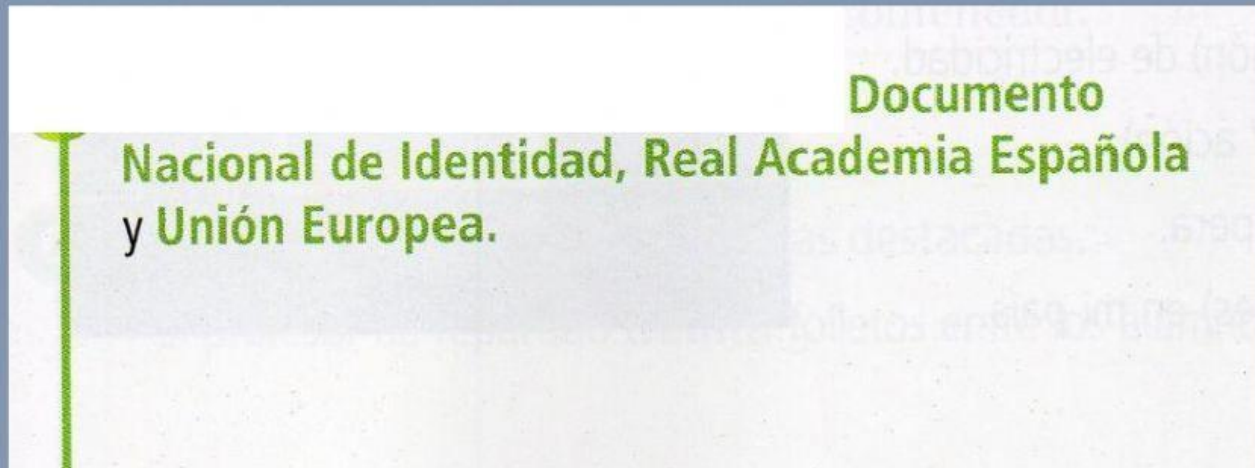 Documento
Nacional de Identidad, Real Academia Española
y Unión Europea.